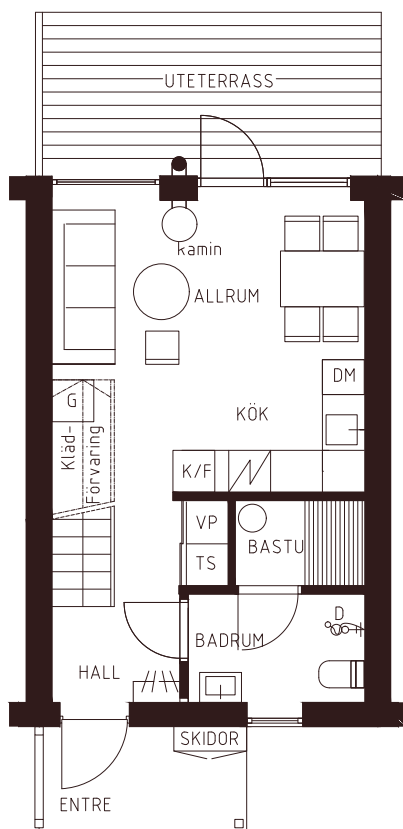 UTETERRASS
kamin
ALLRUM
DM
G
KÖK
Kläd-
Förvaring
K/F
VP
BASTU
TS
D
BADRUM
HALL
SKIDOR
ENTRE